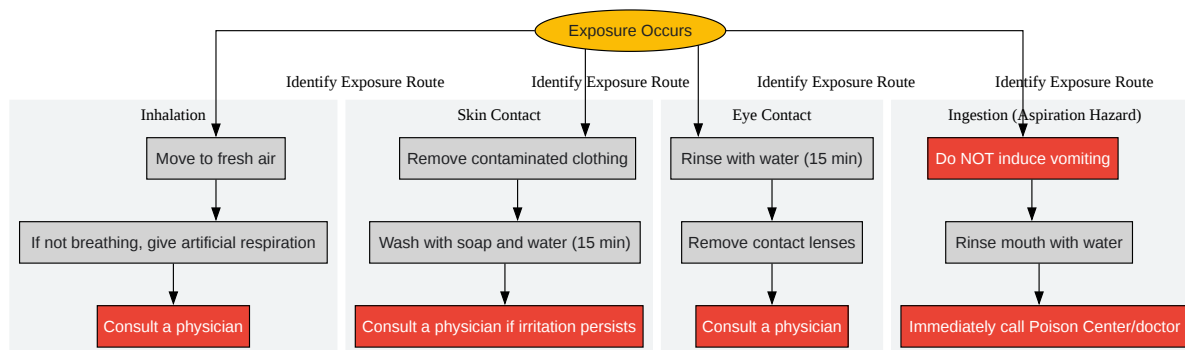 Exposure Occurs
Identify Exposure Route
Identify Exposure Route
Identify Exposure Route
Identify Exposure Route
Inhalation
Move to fresh air
If not breathing, give artificial respiration
Consult a physician
Skin Contact
Remove contaminated clothing
Wash with soap and water (15 min)
Consult a physician if irritation persists
Eye Contact
Rinse with water (15 min)
Remove contact lenses
Consult a physician
Ingestion (Aspiration Hazard)
Do NOT induce vomiting
Rinse mouth with water
Immediately call Poison Center/doctor